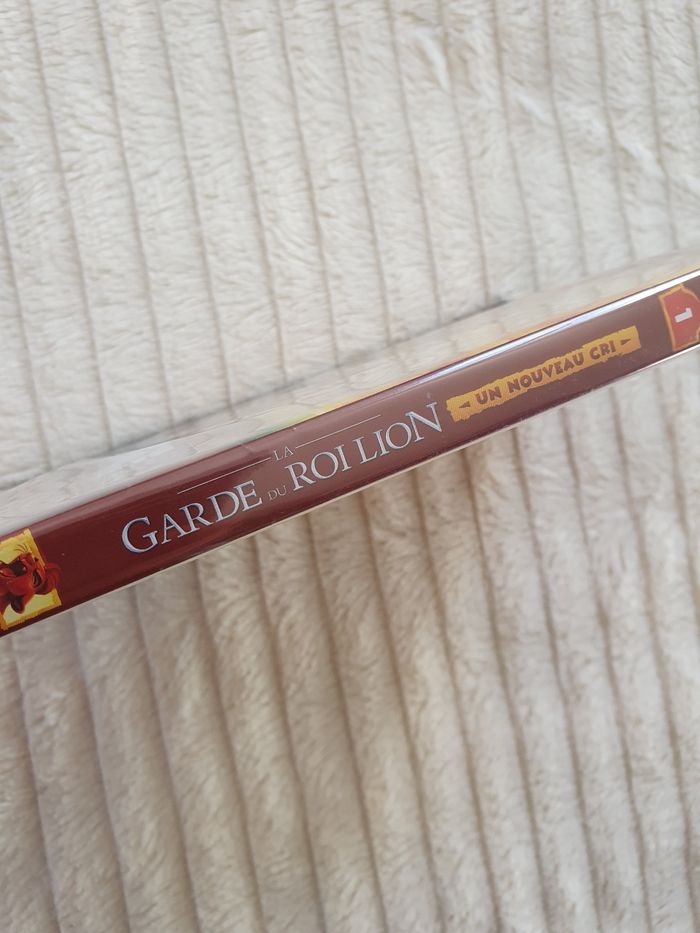 LA
GARDE DU ROI LION
UN NOUVEAU CRI
1